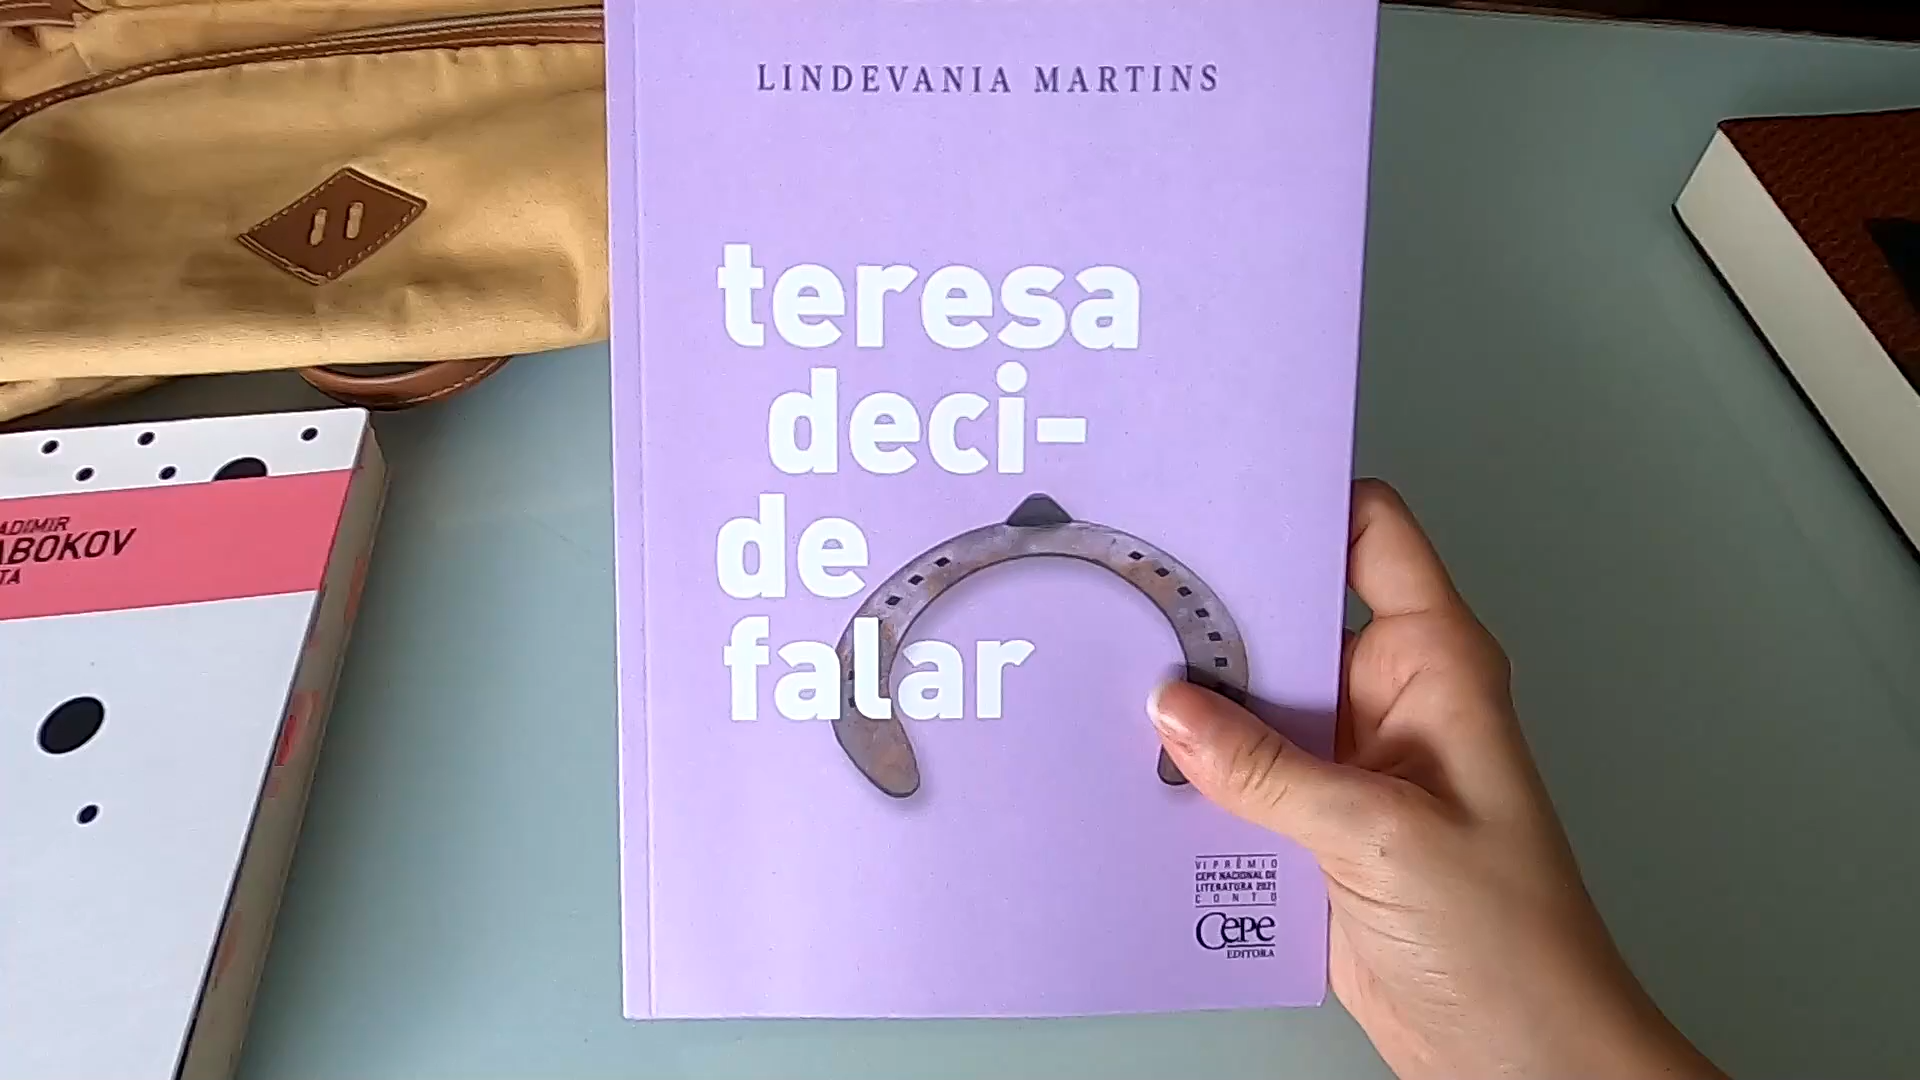 LINDEVANIA MARTINS
teresa
deci-
de
falar
VI PRÊMIO
CEPE NACIONAL DE
LITERATURA 2021
CONTO
CePe
EDITORA
ADIMIR
ABOKOV
TA